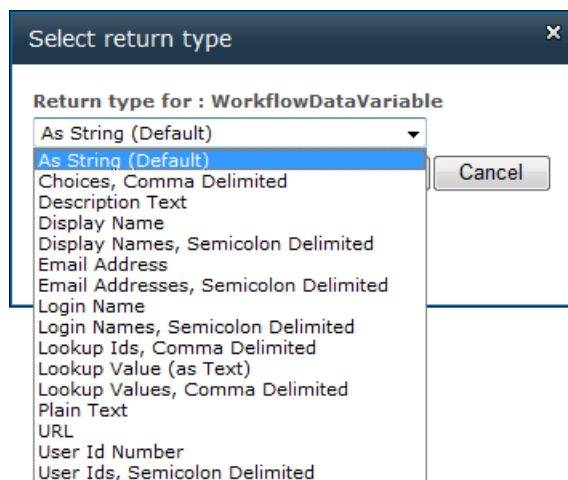 Select return type
×
Return type for : WorkflowDataVariable
As String (Default)
As String (Default)
Choices, Comma Delimited
Cancel
Description Text
Display Name
Display Names, Semicolon Delimited
Email Address
Email Addresses, Semicolon Delimited
Login Name
Login Names, Semicolon Delimited
Lookup Ids, Comma Delimited
Lookup Value (as Text)
Lookup Values, Comma Delimited
Plain Text
URL
User Id Number
User Ids, Semicolon Delimited